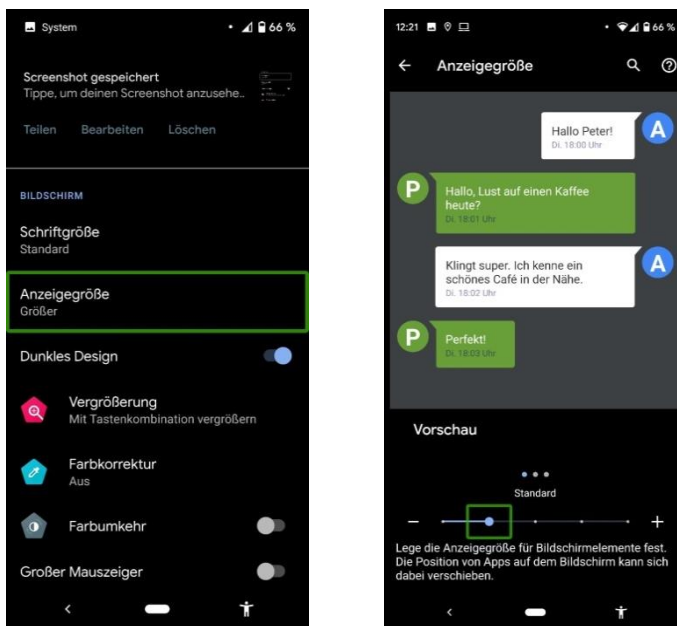 System
66 %
Screenshot gespeichert
Tippe, um deinen Screenshot anzusehe..
Teilen Bearbeiten Löschen
BILDSCHIRM
Schriftgröße
Standard
Anzeigegröße
Größer
Dunkles Design
Vergrößerung
Mit Tastenkombination vergrößern
Farbkorrektur
Aus
Farbumkehr
Großer Mauszeiger
12:21
66 %
Anzeigegröße
Hallo Peter!
Di. 18:00 Uhr
A
P
Hallo, Lust auf einen Kaffee
heute?
Di. 18:01 Uhr
Klingt super. Ich kenne ein
schönes Café in der Nähe.
Di. 18:02 Uhr
A
P
Perfekt!
Di. 18:03 Uhr
Vorschau
Standard
Lege die Anzeigegröße für Bildschirmelemente fest.
Die Position von Apps auf dem Bildschirm kann sich
dabei verschieben.